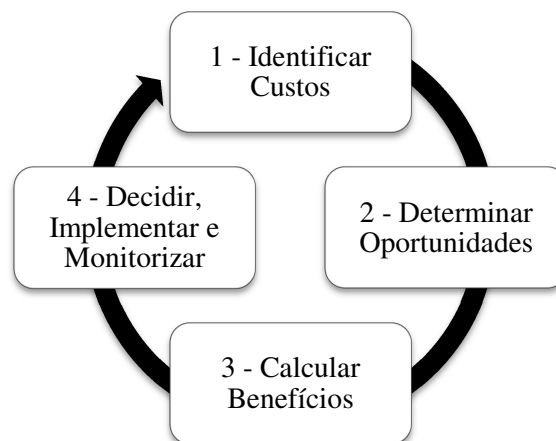 1 - Identificar
Custos
2 - Determinar
Oportunidades
3 - Calcular
Benefícios
4 - Decidir,
Implementar e
Monitorizar